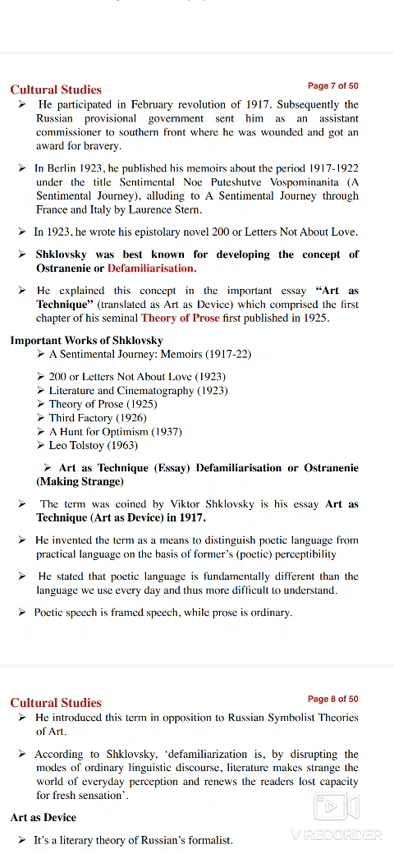 Cultural Studies
Page 7 of 50
➤ He participated in February revolution of 1917. Subsequently the
Russian provisional government sent him as an assistant
commissioner to southern front where he was wounded and got an
award for bravery.
➤ In Berlin 1923, he published his memoirs about the period 1917-1922
under the title Sentimental Noe Puteshutve Vospominanita (A
Sentimental Journey), alluding to A Sentimental Journey through
France and Italy by Laurence Stern.
➤ In 1923, he wrote his epistolary novel 200 or Letters Not About Love.
➤ Shklovsky was best known for developing the concept of
Ostranenie or Defamiliarisation.
➤ He explained this concept in the important essay “Art as
Technique” (translated as Art as Device) which comprised the first
chapter of his seminal Theory of Prose first published in 1925.
Important Works of Shklovsky
➤ A Sentimental Journey: Memoirs (1917-22)
➤ 200 or Letters Not About Love (1923)
➤ Literature and Cinematography (1923)
➤ Theory of Prose (1925)
➤ Third Factory (1926)
➤ A Hunt for Optimism (1937)
➤ Leo Tolstoy (1963)
➤ Art as Technique (Essay) Defamiliarisation or Ostranenie
(Making Strange)
➤ The term was coined by Viktor Shklovsky is his essay Art as
Technique (Art as Device) in 1917.
➤ He invented the term as a means to distinguish poetic language from
practical language on the basis of former’s (poetic) perceptibility
➤ He stated that poetic language is fundamentally different than the
language we use every day and thus more difficult to understand.
➤ Poetic speech is framed speech, while prose is ordinary.
Cultural Studies
Page 8 of 50
➤ He introduced this term in opposition to Russian Symbolist Theories
of Art.
➤ According to Shklovsky, ‘defamiliarization is, by disrupting the
modes of ordinary linguistic discourse, literature makes strange the
world of everyday perception and renews the readers lost capacity
for fresh sensation’.
Art as Device
➤ It’s a literary theory of Russian’s formalist.
V RECORDER